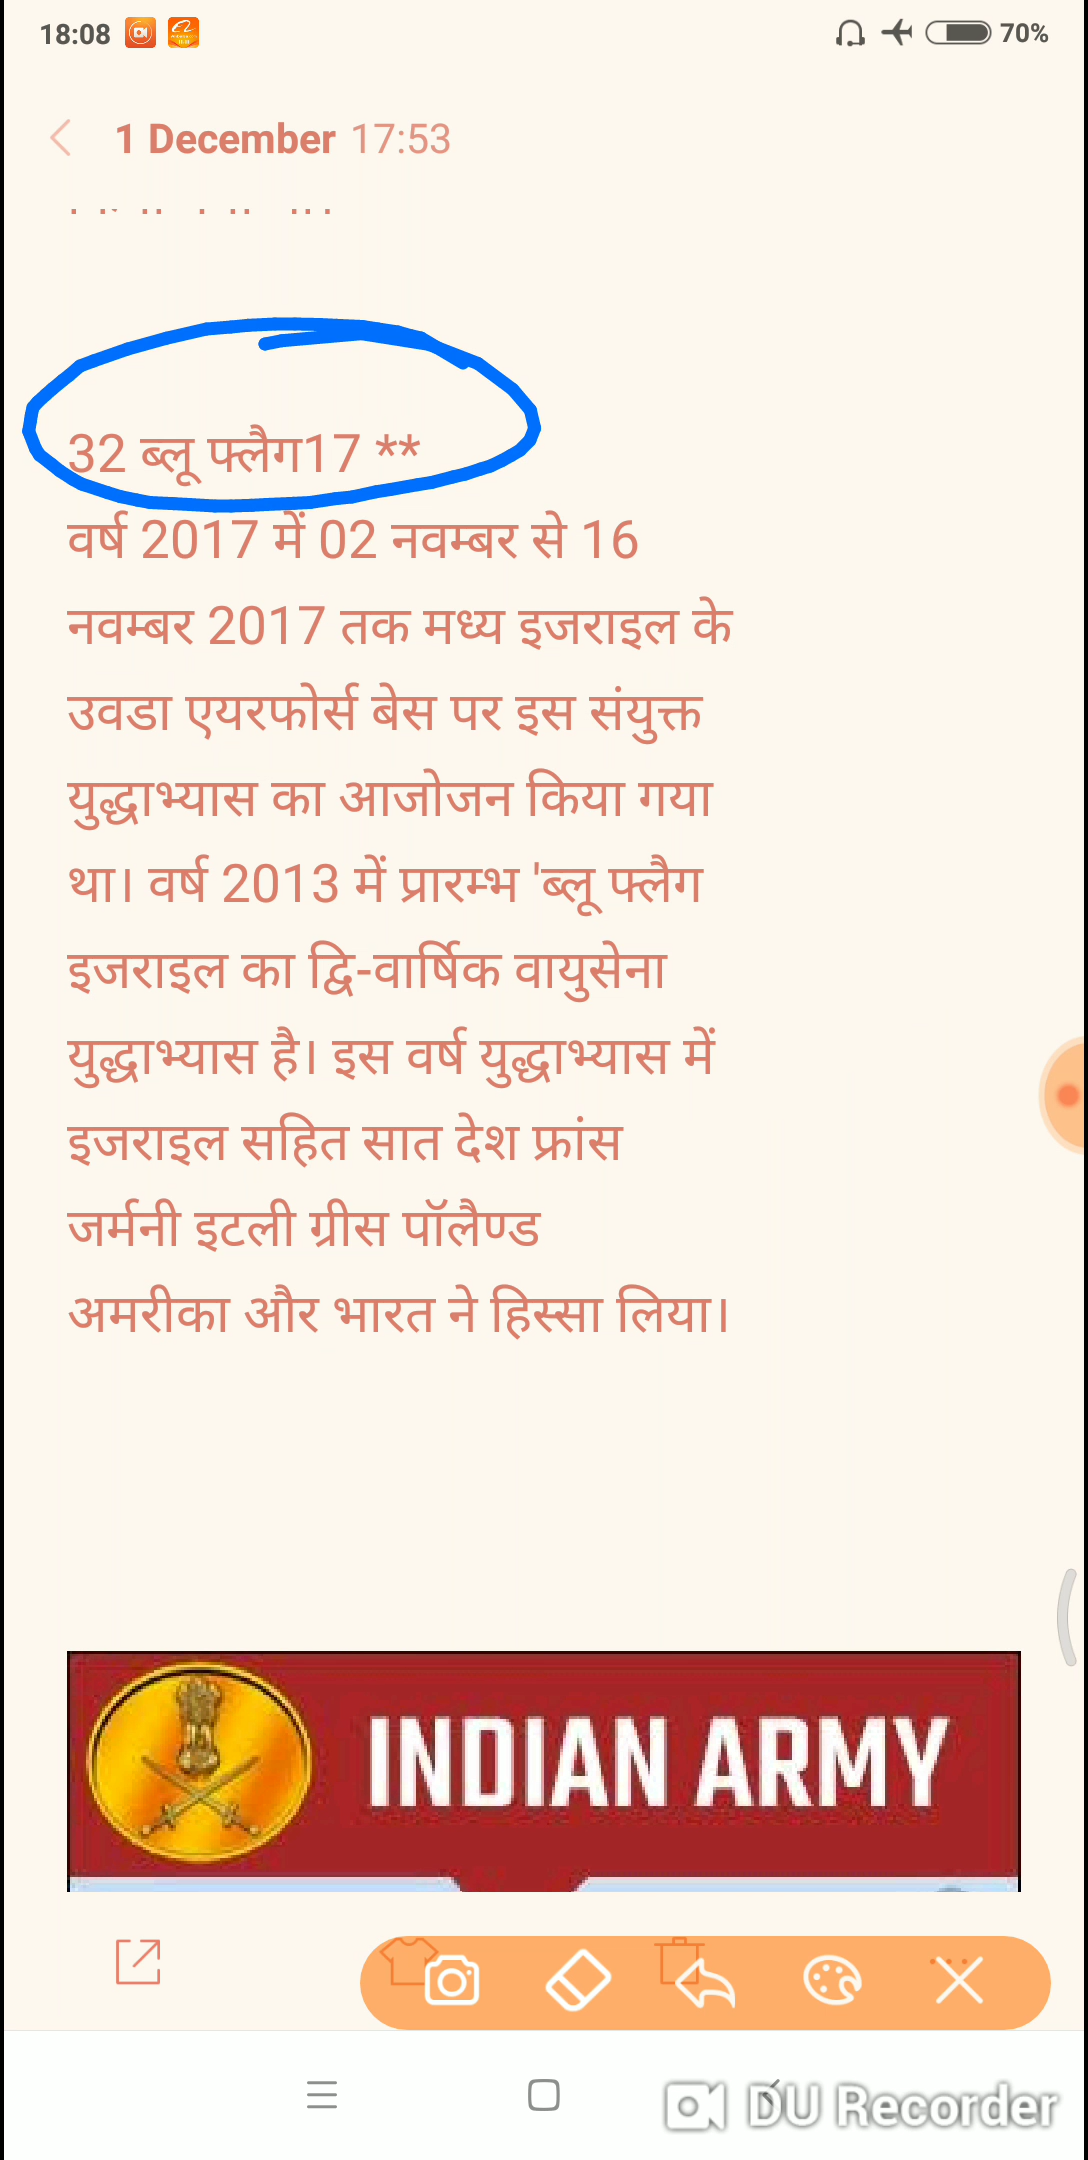 18:08
70%
1 December 17:53
32 ब्लू फ्लैग17 **
वर्ष 2017 में 02 नवम्बर से 16
नवम्बर 2017 तक मध्य इजराइल के
उवडा एयरफोर्स बेस पर इस संयुक्त
युद्धाभ्यास का आजोजन किया गया
था। वर्ष 2013 में प्रारम्भ 'ब्लू फ्लैग
इजराइल का द्वि-वार्षिक वायुसेना
युद्धाभ्यास है। इस वर्ष युद्धाभ्यास में
इजराइल सहित सात देश फ्रांस
जर्मनी इटली ग्रीस पॉलैण्ड
अमरीका और भारत ने हिस्सा लिया।
INDIAN ARMY
DU Recorder